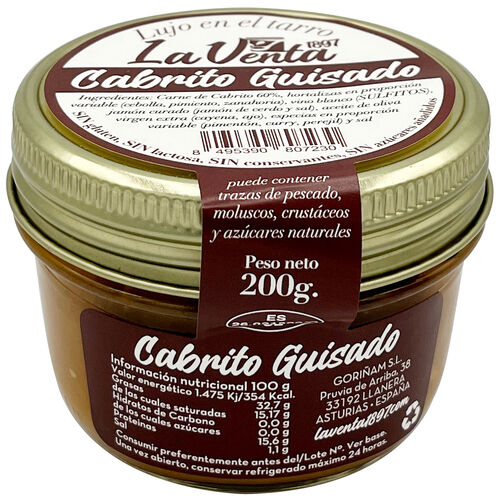 Lujo en el tarro
La Venta
1897
Cabrito Guisado
Ingredientes: Carne de Cabrito 60%, hortalizas en proporción
variable (cebolla, pimiento, zanahoria), vino blanco (SULFITOS),
jamón curado (jamón de cerdo y sal), aceite de oliva
virgen extra (cayena, ajo), especias en proporción
variable (pimentón, curry, perejil) y sal
SIN gluten, SIN lactosa, SIN conservantes, SIN azúcares añadidos
8 495390 807230
puede contener
trazas de pescado,
moluscos, crustáceos
y azúcares naturales
Peso neto
200g.
ES
Cabrito Guisado
Información nutricional 100 g
Valor energético 1.475 Kj/354 Kcal.
Grasas 32,7 g
de las cuales saturadas 15,17 g
Hidratos de Carbono 0,0 g
de los cuales azúcares 0,0 g
proteínas 15,6 g
Sal 1,1 g
Consumir preferentemente antes del/Lote Nº. Ver base.
Una vez abierto, conservar refrigerado máximo 24 horas.
GORIÑAM S.L.
Pruvia de Arriba, 38
33192 LLANERA
ASTURIAS · ESPAÑA
laventa1897.com